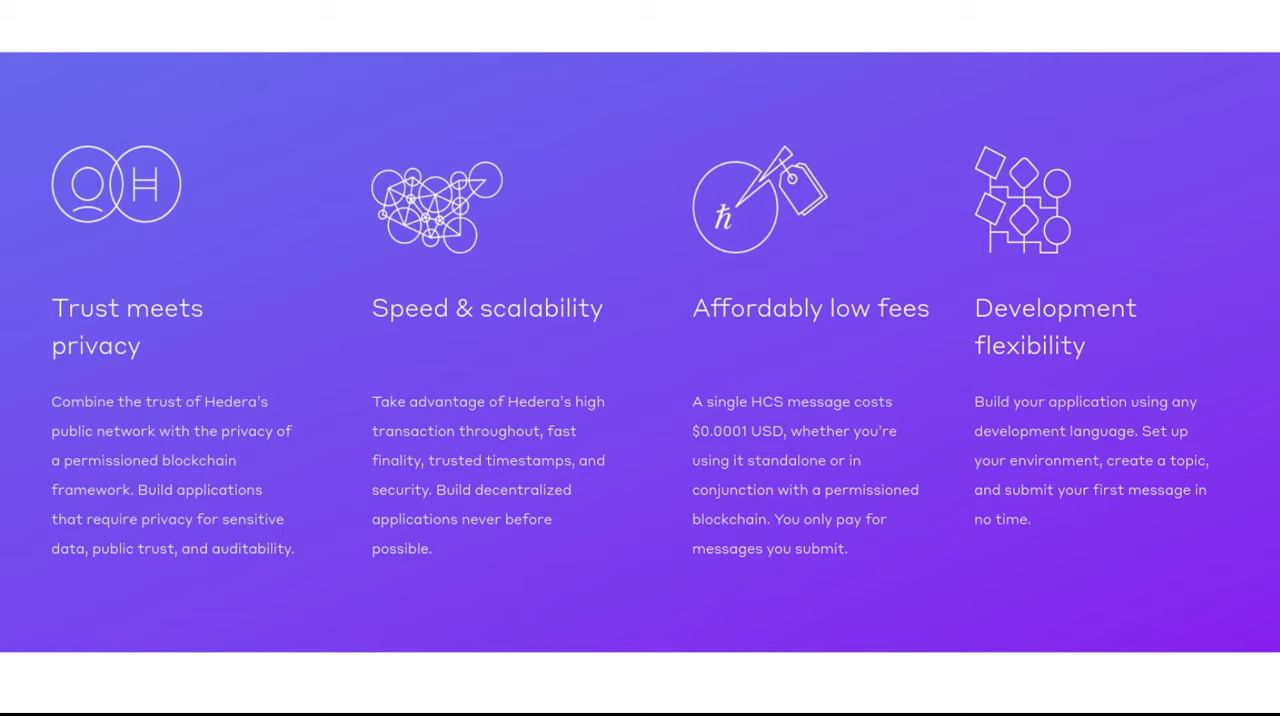 H
ħ
Trust meets
privacy
Combine the trust of Hedera's
public network with the privacy of
a permissioned blockchain
framework. Build applications
that require privacy for sensitive
data, public trust, and auditability.
Speed & scalability
Take advantage of Hedera's high
transaction throughout, fast
finality, trusted timestamps, and
security. Build decentralized
applications never before
possible.
Affordably low fees
A single HCS message costs
$0.0001 USD, whether you're
using it standalone or in
conjunction with a permissioned
blockchain. You only pay for
messages you submit.
Development
flexibility
Build your application using any
development language. Set up
your environment, create a topic,
and submit your first message in
no time.